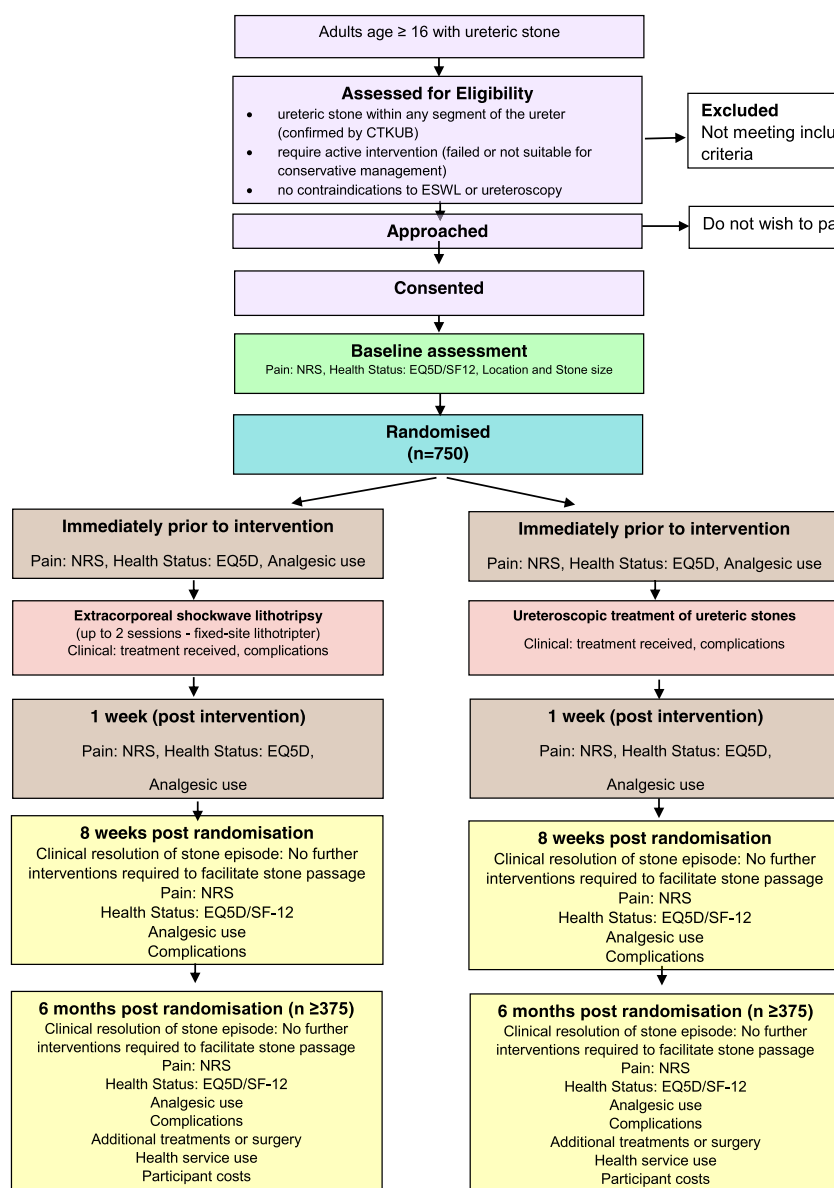 Adults age ≥ 16 with ureteric stone
Assessed for Eligibility
• ureteric stone within any segment of the ureter
(confirmed by CTKUB)
• require active intervention (failed or not suitable for
conservative management)
• no contraindications to ESWL or ureteroscopy
Excluded
Not meeting inclu
criteria
Approached
Do not wish to pa
Consented
Baseline assessment
Pain: NRS, Health Status: EQ5D/SF12, Location and Stone size
Randomised
(n=750)
Immediately prior to intervention
Pain: NRS, Health Status: EQ5D, Analgesic use
Extracorporeal shockwave lithotripsy
(up to 2 sessions - fixed-site lithotripter)
Clinical: treatment received, complications
1 week (post intervention)
Pain: NRS, Health Status: EQ5D,
Analgesic use
8 weeks post randomisation
Clinical resolution of stone episode: No further
interventions required to facilitate stone passage
Pain: NRS
Health Status: EQ5D/SF-12
Analgesic use
Complications
6 months post randomisation (n ≥375)
Clinical resolution of stone episode: No further
interventions required to facilitate stone passage
Pain: NRS
Health Status: EQ5D/SF-12
Analgesic use
Complications
Additional treatments or surgery
Health service use
Participant costs
Immediately prior to intervention
Pain: NRS, Health Status: EQ5D, Analgesic use
Ureteroscopic treatment of ureteric stones
Clinical: treatment received, complications
1 week (post intervention)
Pain: NRS, Health Status: EQ5D,
Analgesic use
8 weeks post randomisation
Clinical resolution of stone episode: No further
interventions required to facilitate stone passage
Pain: NRS
Health Status: EQ5D/SF-12
Analgesic use
Complications
6 months post randomisation (n ≥375)
Clinical resolution of stone episode: No further
interventions required to facilitate stone passage
Pain: NRS
Health Status: EQ5D/SF-12
Analgesic use
Complications
Additional treatments or surgery
Health service use
Participant costs